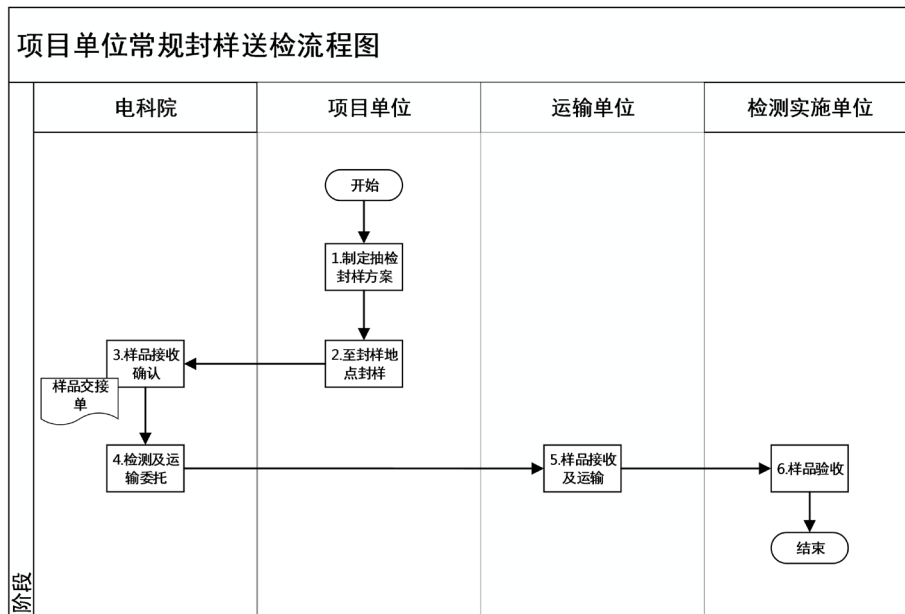 项目单位常规封样送检流程图
电科院
项目单位
运输单位
检测实施单位
开始
1.制定抽检
封样方案
3.样品接收
确认
2.至封样地
点封样
样品交接
单
4.检测及运
输委托
5.样品接收
及运输
6.样品验收
结束
阶段